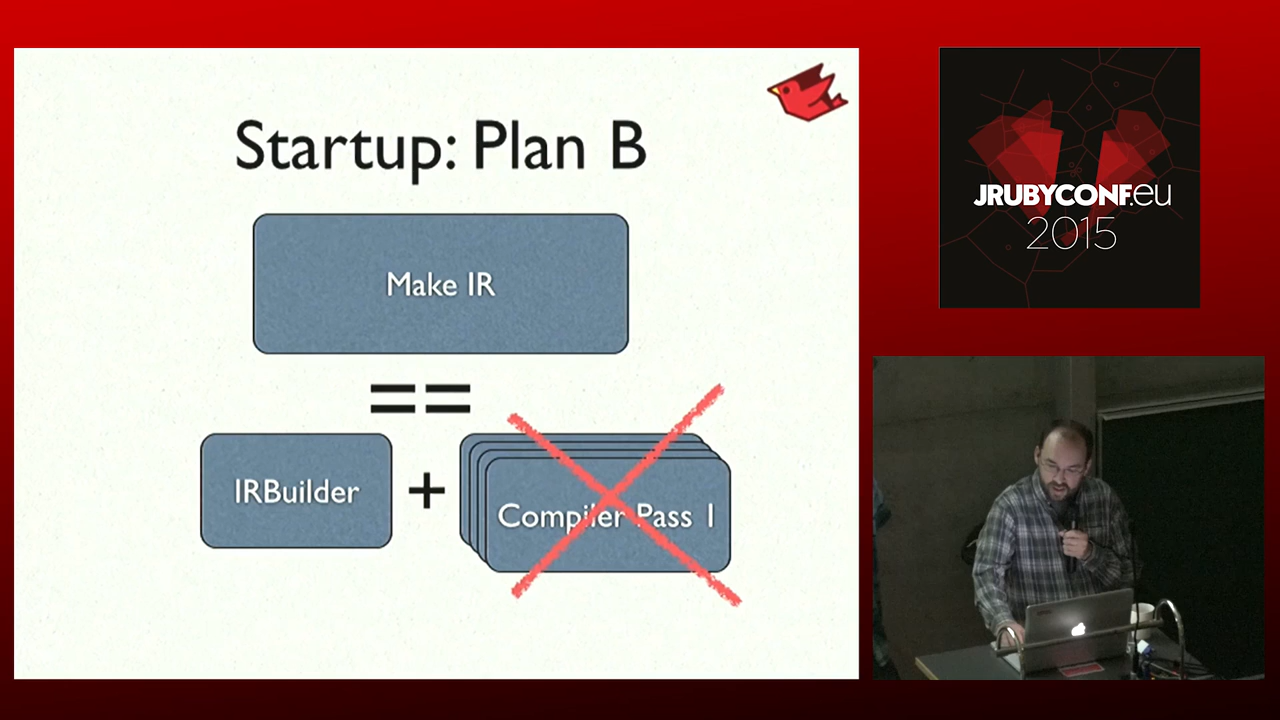 Startup: Plan B
Make IR
==
IRBuilder
+
Compiler Pass 1
JRUBYCONF.eu
2015